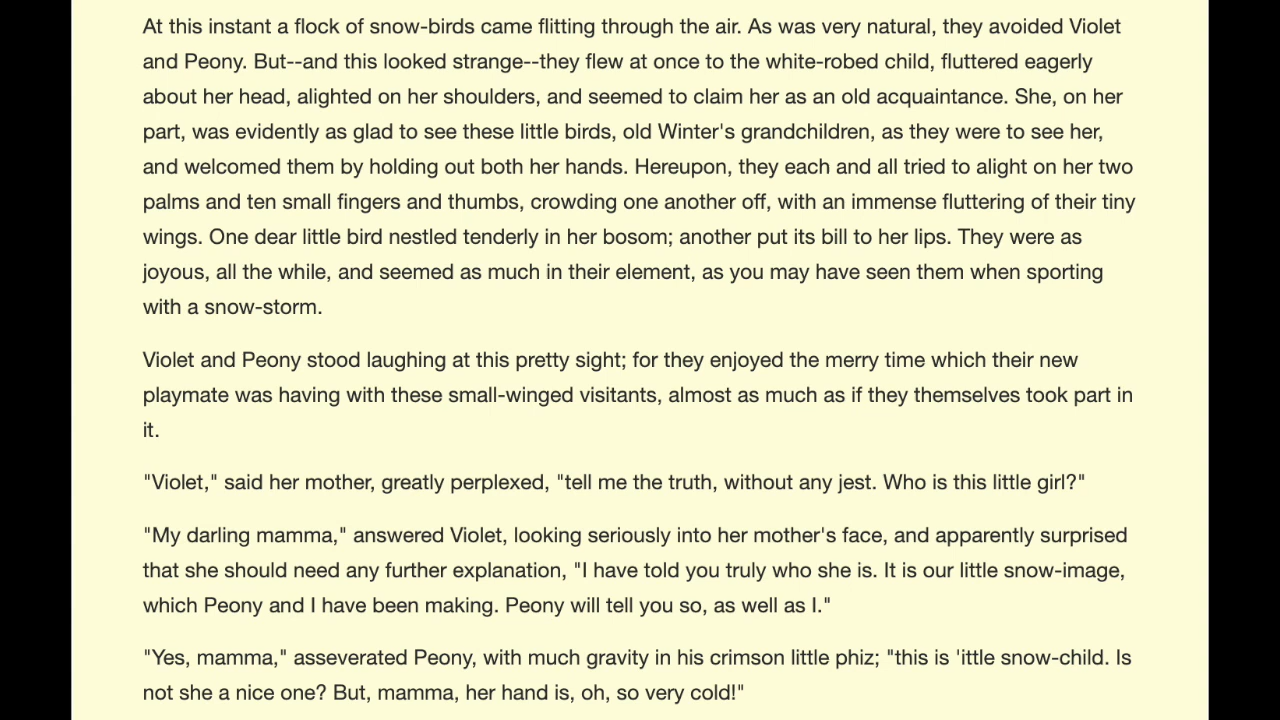 At this instant a flock of snow-birds came flitting through the air. As was very natural, they avoided Violet
and Peony. But--and this looked strange--they flew at once to the white-robed child, fluttered eagerly
about her head, alighted on her shoulders, and seemed to claim her as an old acquaintance. She, on her
part, was evidently as glad to see these little birds, old Winter's grandchildren, as they were to see her,
and welcomed them by holding out both her hands. Hereupon, they each and all tried to alight on her two
palms and ten small fingers and thumbs, crowding one another off, with an immense fluttering of their tiny
wings. One dear little bird nestled tenderly in her bosom; another put its bill to her lips. They were as
joyous, all the while, and seemed as much in their element, as you may have seen them when sporting
with a snow-storm.
Violet and Peony stood laughing at this pretty sight; for they enjoyed the merry time which their new
playmate was having with these small-winged visitants, almost as much as if they themselves took part in
it.
"Violet," said her mother, greatly perplexed, "tell me the truth, without any jest. Who is this little girl?"
"My darling mamma," answered Violet, looking seriously into her mother's face, and apparently surprised
that she should need any further explanation, "I have told you truly who she is. It is our little snow-image,
which Peony and I have been making. Peony will tell you so, as well as I."
"Yes, mamma," asseverated Peony, with much gravity in his crimson little phiz; "this is 'ittle snow-child. Is
not she a nice one? But, mamma, her hand is, oh, so very cold!"